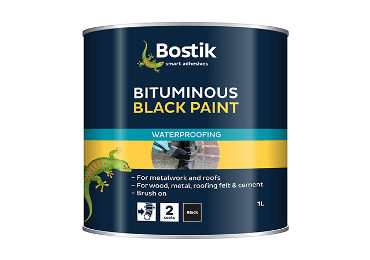 Bostik
smart adhesives
BITUMINOUS
BLACK PAINT
WATERPROOFING
– For metalwork and roofs
– For wood, metal, roofing felt & cement
– Brush on
2
coats
Black
1L